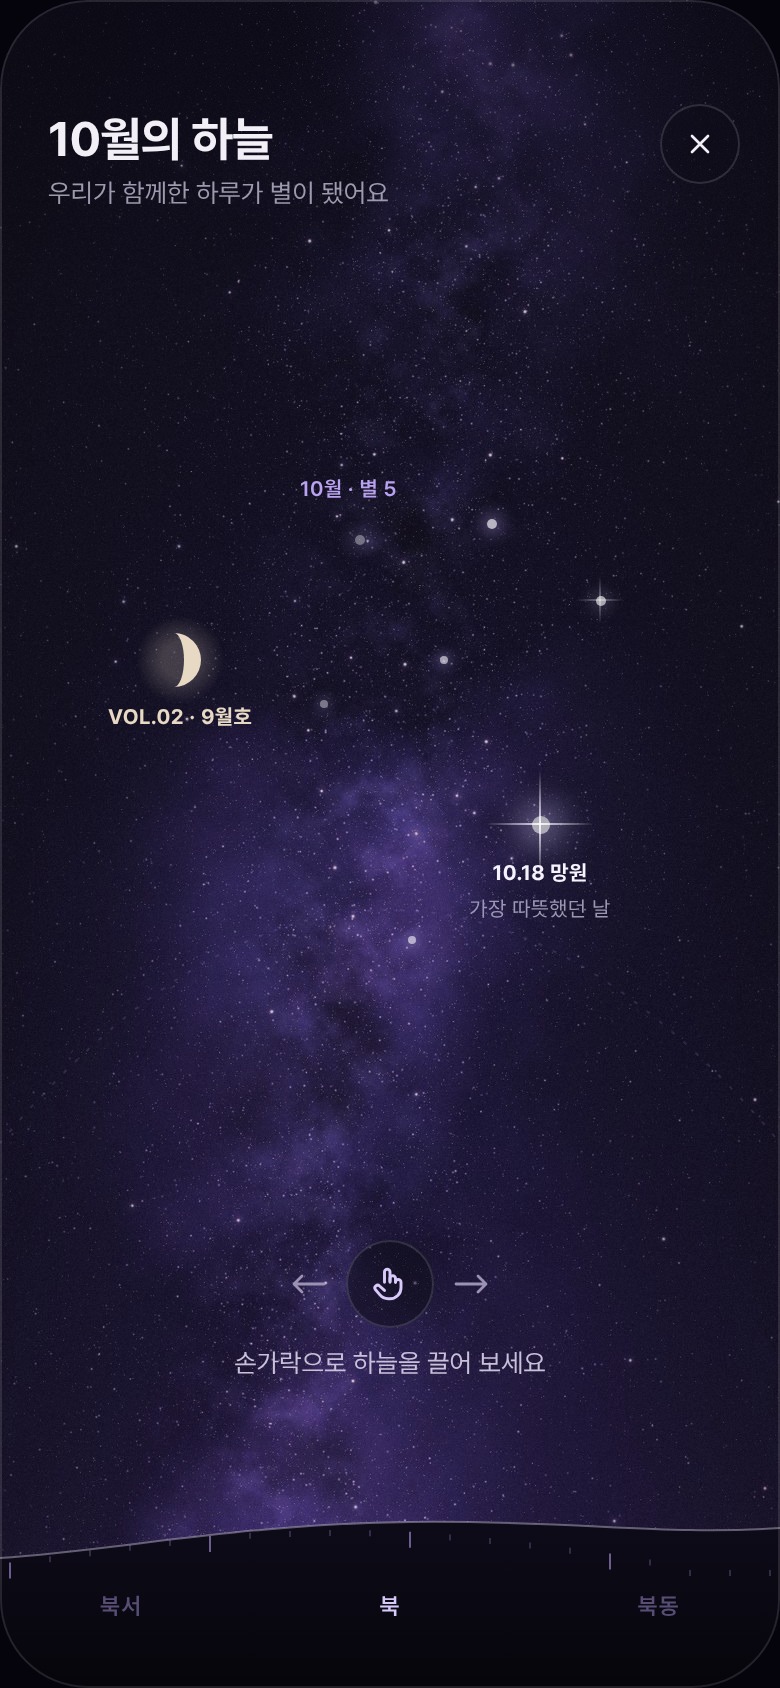 10월의 하늘
우리가 함께한 하루가 별이 됐어요
10월 · 별 5
VOL.02 · 9월호
10.18 망원
가장 따뜻했던 날
손가락으로 하늘을 끌어 보세요
북서
북
북동